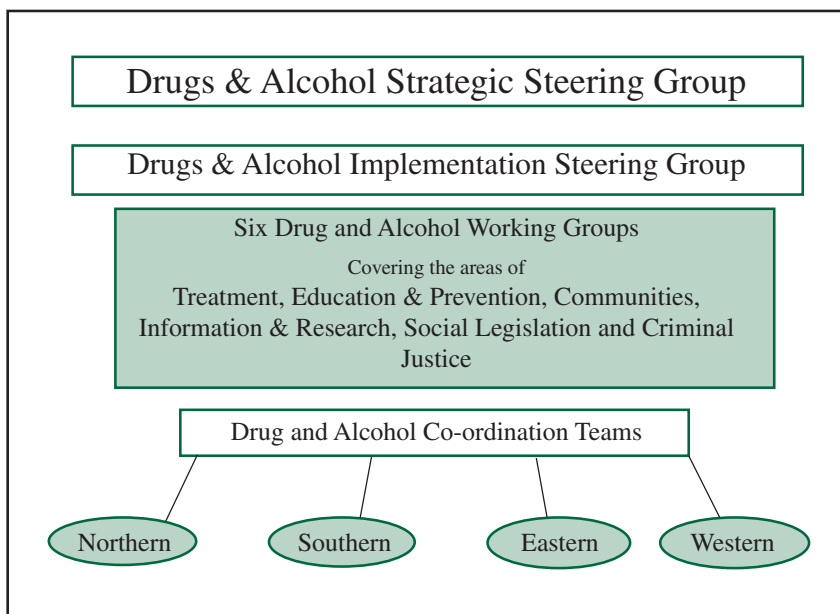 Drugs & Alcohol Strategic Steering Group
Drugs & Alcohol Implementation Steering Group
Six Drug and Alcohol Working Groups
Covering the areas of
Treatment, Education & Prevention, Communities,
Information & Research, Social Legislation and Criminal
Justice
Drug and Alcohol Co-ordination Teams
Northern
Southern
Eastern
Western